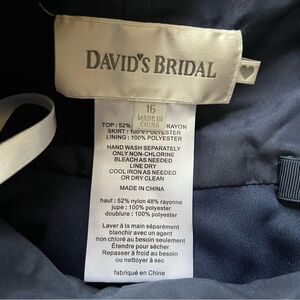 DAVID'S BRIDAL
16
MADE IN
CHINA
TOP: 52% RAYON
SKIRT: 100% POLYESTER
LINING: 100% POLYESTER
HAND WASH SEPARATELY
ONLY NON-CHLORINE
BLEACH AS NEEDED
LINE DRY
COOL IRON AS NEEDED
OR DRY CLEAN
MADE IN CHINA
haut: 52% nylon 48% rayonne
jupe: 100% polyester
doublure: 100% polyester
Laver à la main séparément
blanchir avec un agent
non chloré au besoin seulement
Étendre pour sécher
Repasser à froid au besoin
ou nettoyer à sec
fabriqué en Chine